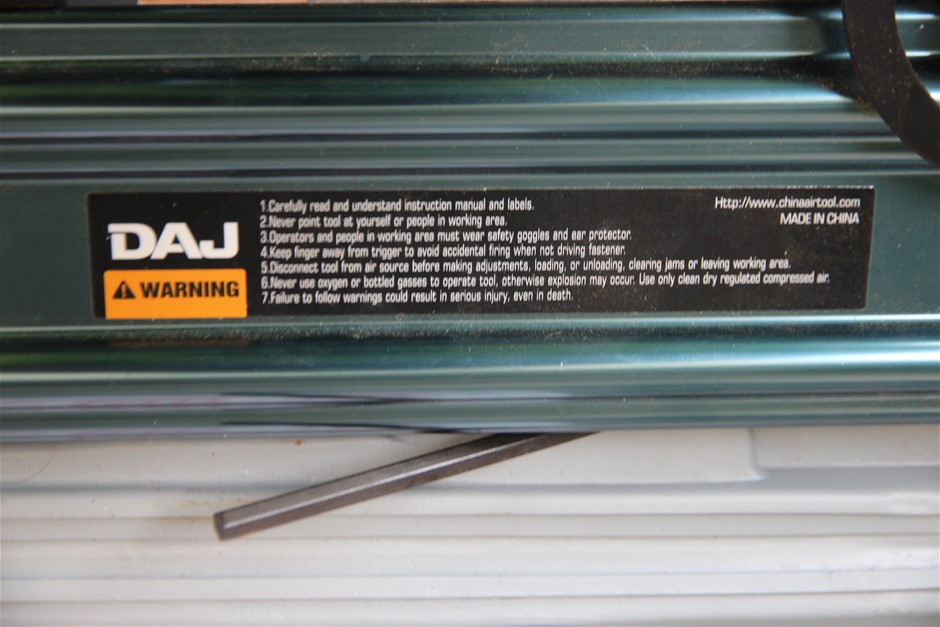 DAJ
WARNING
1.Carefully read and understand instruction manual and labels.
2.Never point tool at yourself or people in working area.
3.Operators and people in working area must wear safety goggles and ear protector.
4.Keep finger away from trigger to avoid accidental firing when not driving fastener.
5.Disconnect tool from air source before making adjustments, loading, or unloading, clearing jams or leaving working area.
6.Never use oxygen or bottled gasses to operate tool, otherwise explosion may occur. Use only clean dry regulated compressed air.
7.Failure to follow warnings could result in serious injury, even in death.
Http://www.chinaairtool.com
MADE IN CHINA